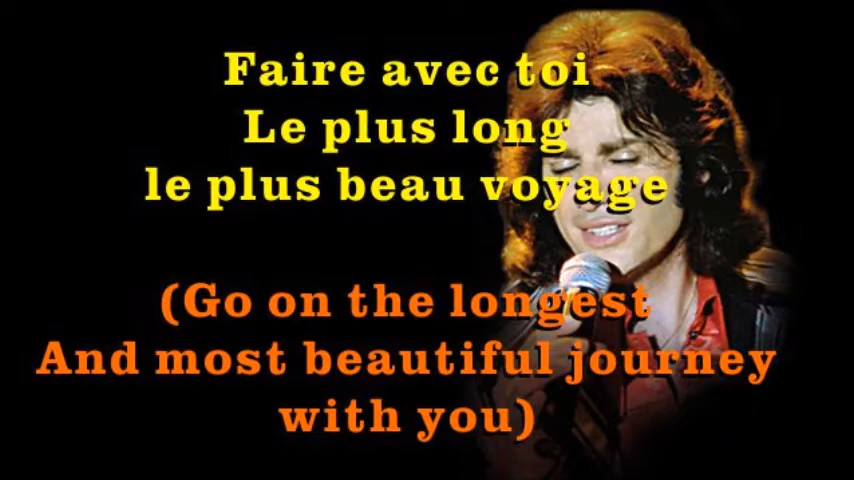 Faire avec toi
Le plus long
le plus beau voyage
(Go on the longest
And most beautiful journey
with you)